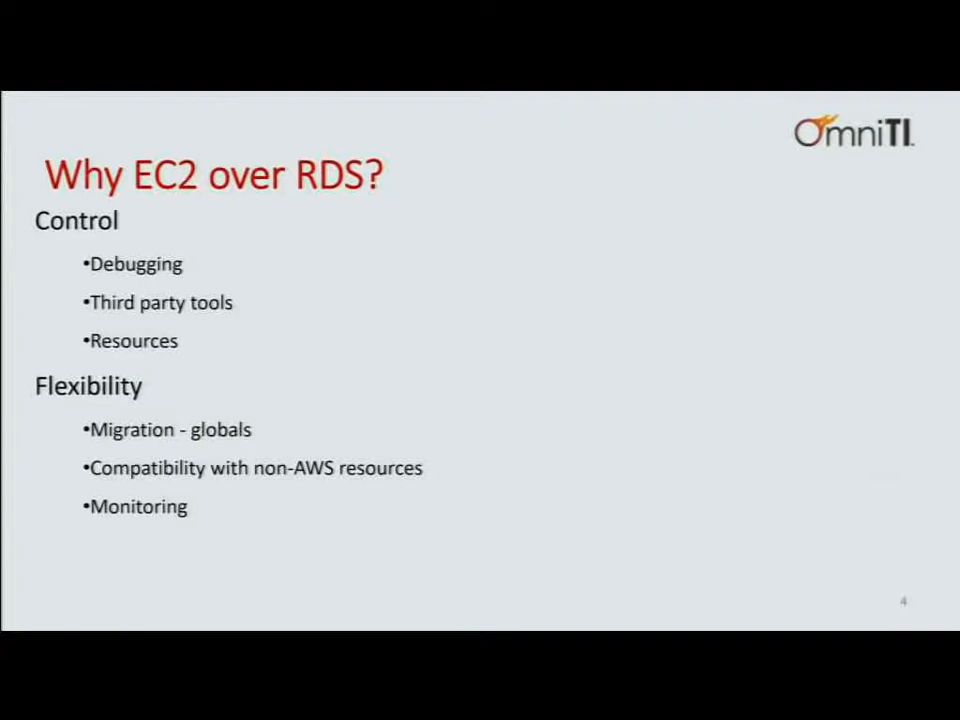 OmniTI
Why EC2 over RDS?
Control
•Debugging
•Third party tools
•Resources
Flexibility
•Migration - globals
•Compatibility with non-AWS resources
•Monitoring
4